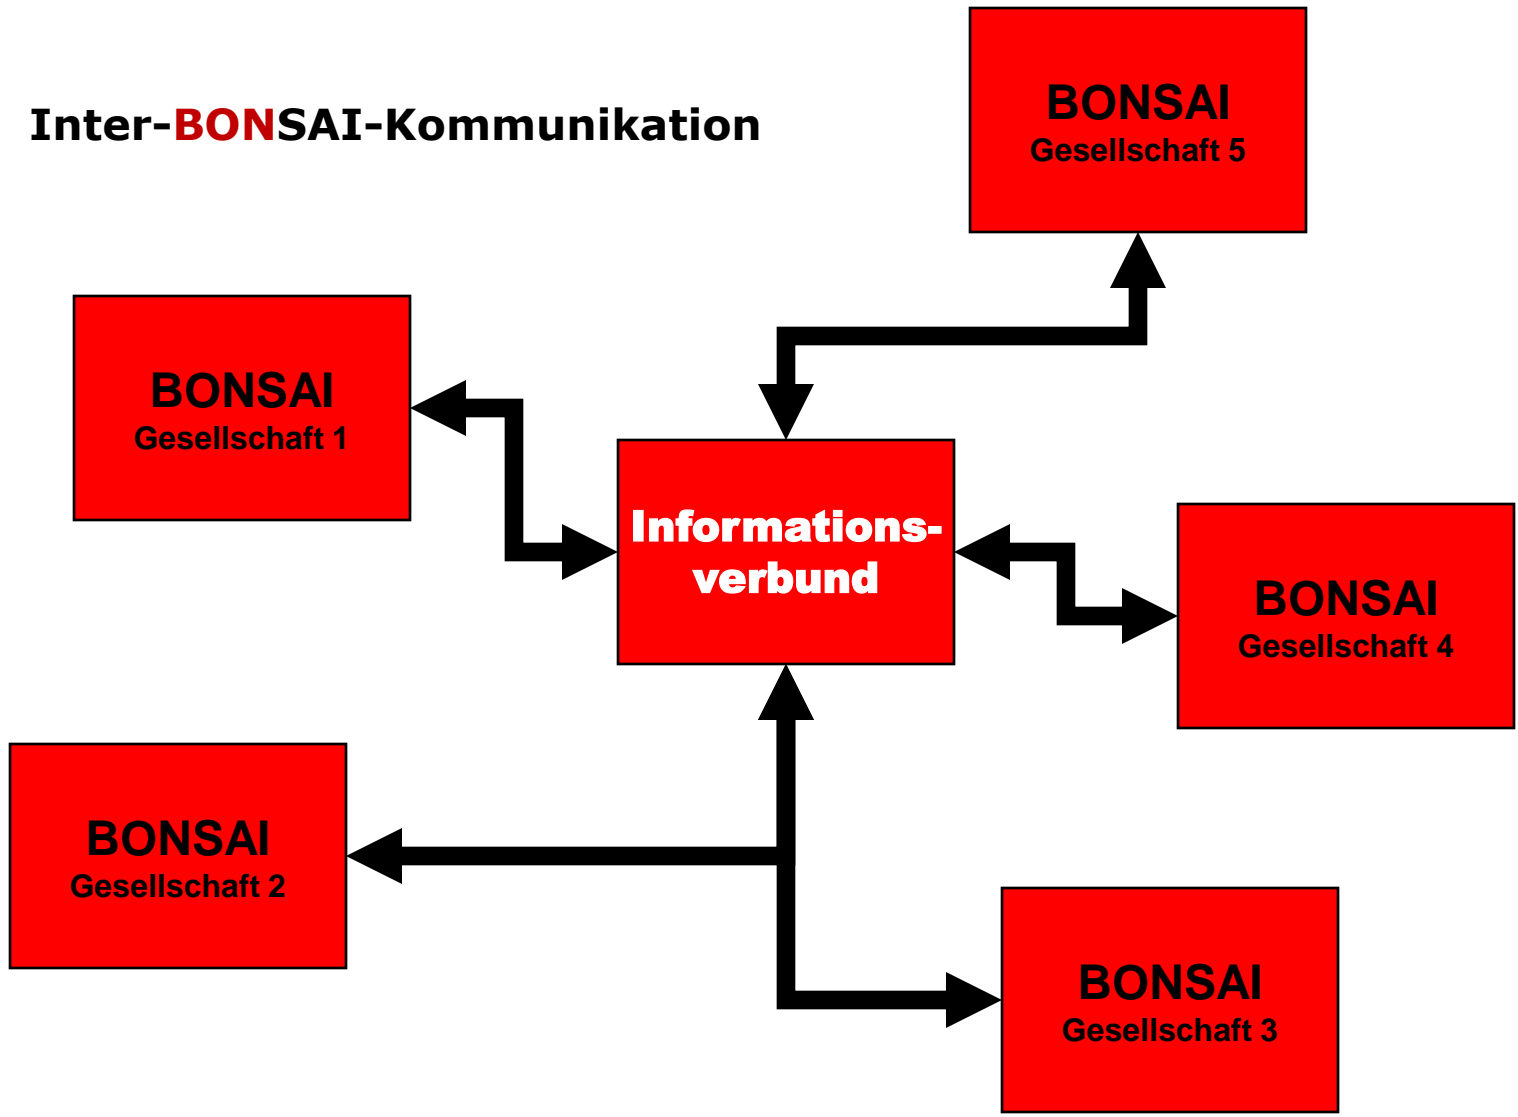 Inter-BONSAI-Kommunikation
BONSAI
Gesellschaft 5
BONSAI
Gesellschaft 1
Informations-
verbund
BONSAI
Gesellschaft 4
BONSAI
Gesellschaft 2
BONSAI
Gesellschaft 3